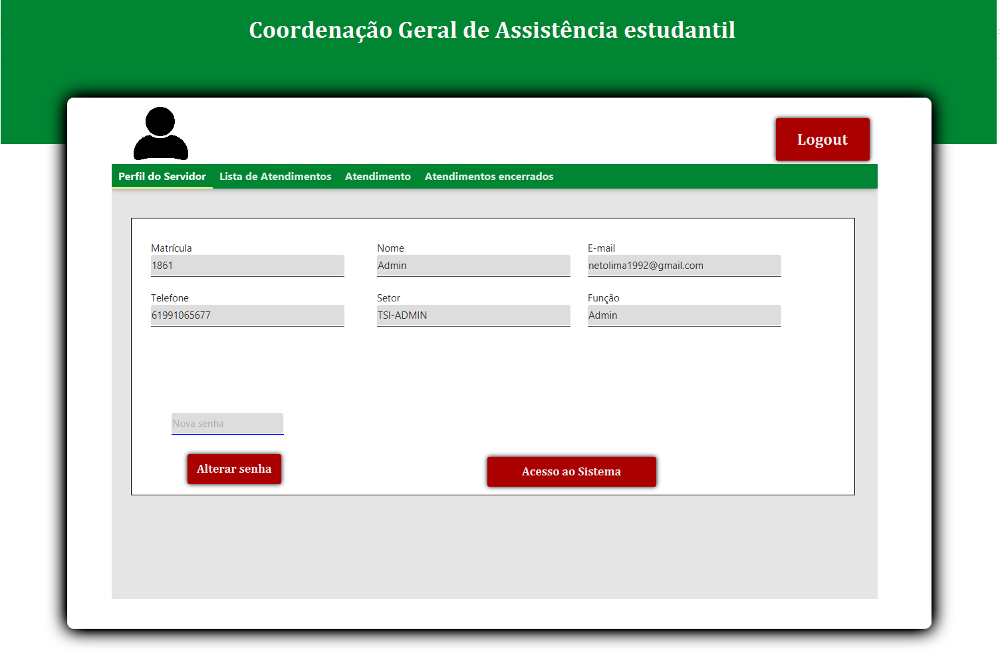 Coordenação Geral de Assistência estudantil
Logout
Perfil do Servidor Lista de Atendimentos Atendimento Atendimentos encerrados
Matrícula Nome E-mail
1861 Admin netolima1992@gmail.com
Telefone Setor Função
61991065677 TSI-ADMIN Admin
Nova senha
Alterar senha Acesso ao Sistema